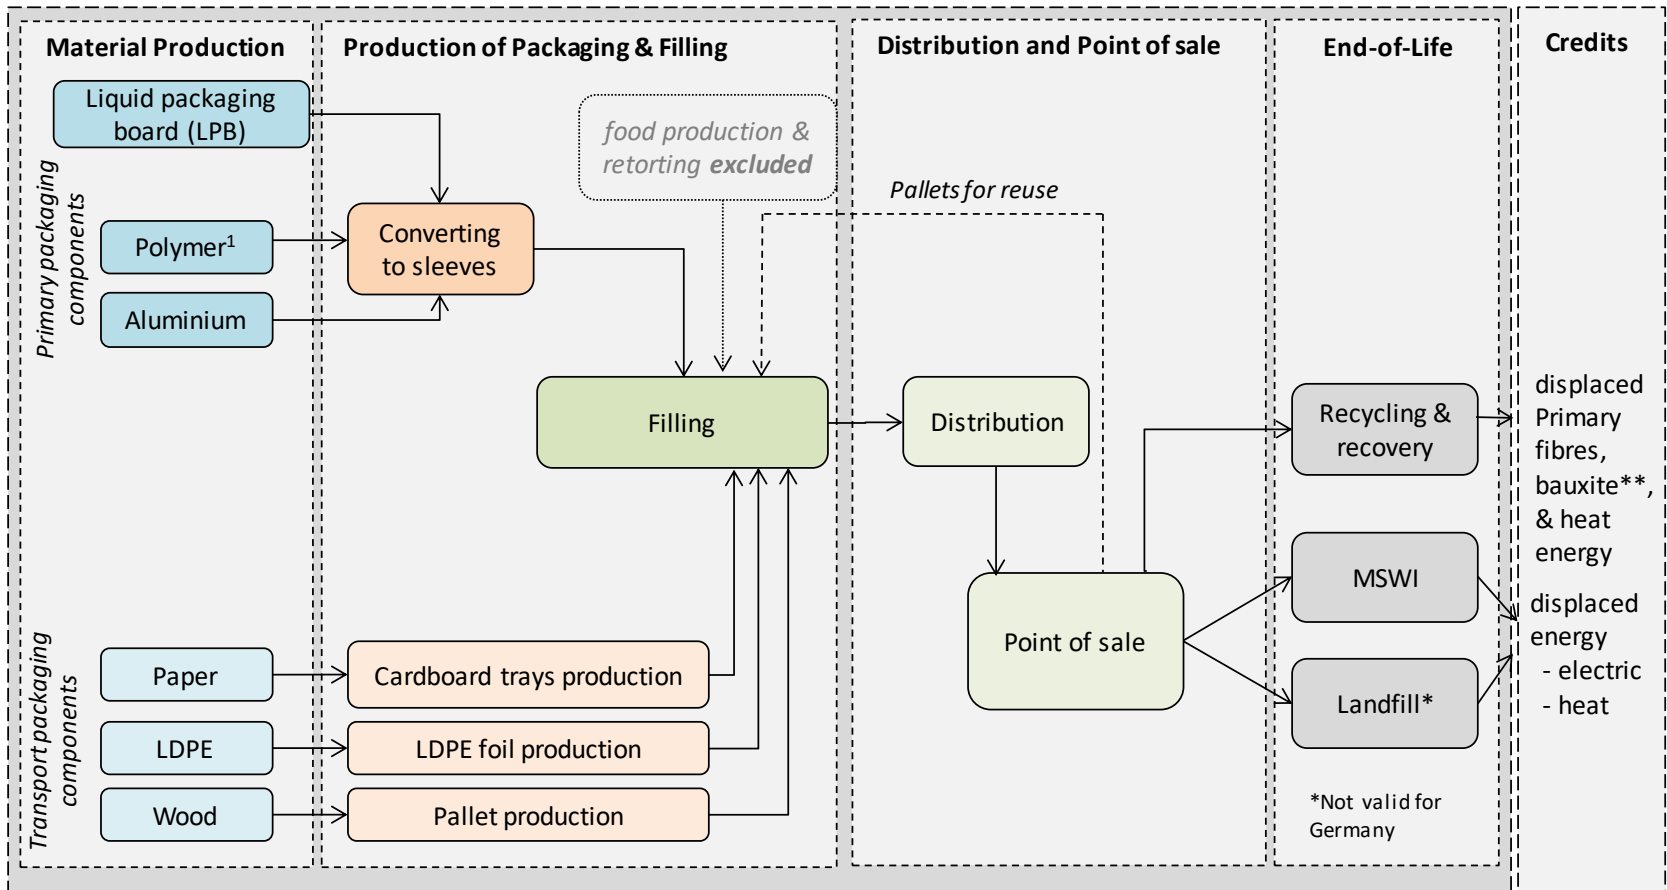 Material Production
Production of Packaging & Filling
Distribution and Point of sale
End-of-Life
Credits
Primary packaging
components
Liquid packaging
board (LPB)
Polymer1
Aluminium
Converting
to sleeves
food production &
retorting excluded
Pallets for reuse
Filling
Distribution
Point of sale
Recycling &
recovery
MSWI
Landfill*
*Not valid for
Germany
displaced
Primary
fibres,
bauxite**,
& heat
energy
displaced
energy
- electric
- heat
Transport packaging
components
Paper
Cardboard trays production
LDPE
LDPE foil production
Wood
Pallet production